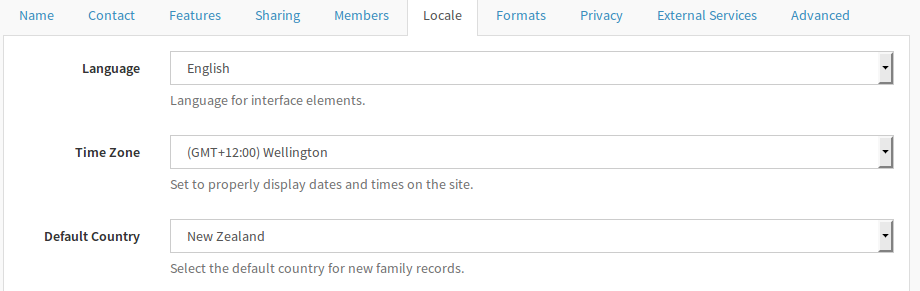 Name Contact Features Sharing Members Locale Formats Privacy External Services Advanced
Language English
Language for interface elements.
Time Zone (GMT+12:00) Wellington
Set to properly display dates and times on the site.
Default Country New Zealand
Select the default country for new family records.